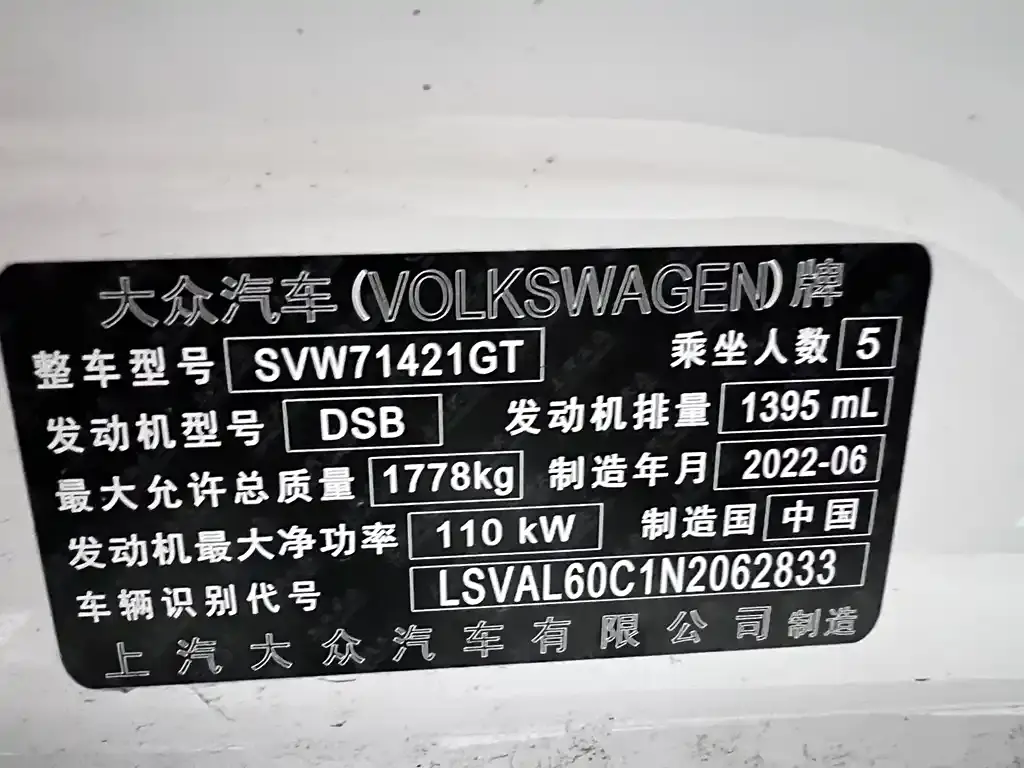 大众汽车(VOLKSWAGEN)牌
整车型号 SVW71421GT 乘坐人数 5
发动机型号 DSB 发动机排量 1395 mL
最大允许总质量 1778kg 制造年月 2022-06
发动机最大净功率 110 kW 制造国 中国
车辆识别代号 LSVAL60C1N2062833
上汽大众汽车有限公司 制造